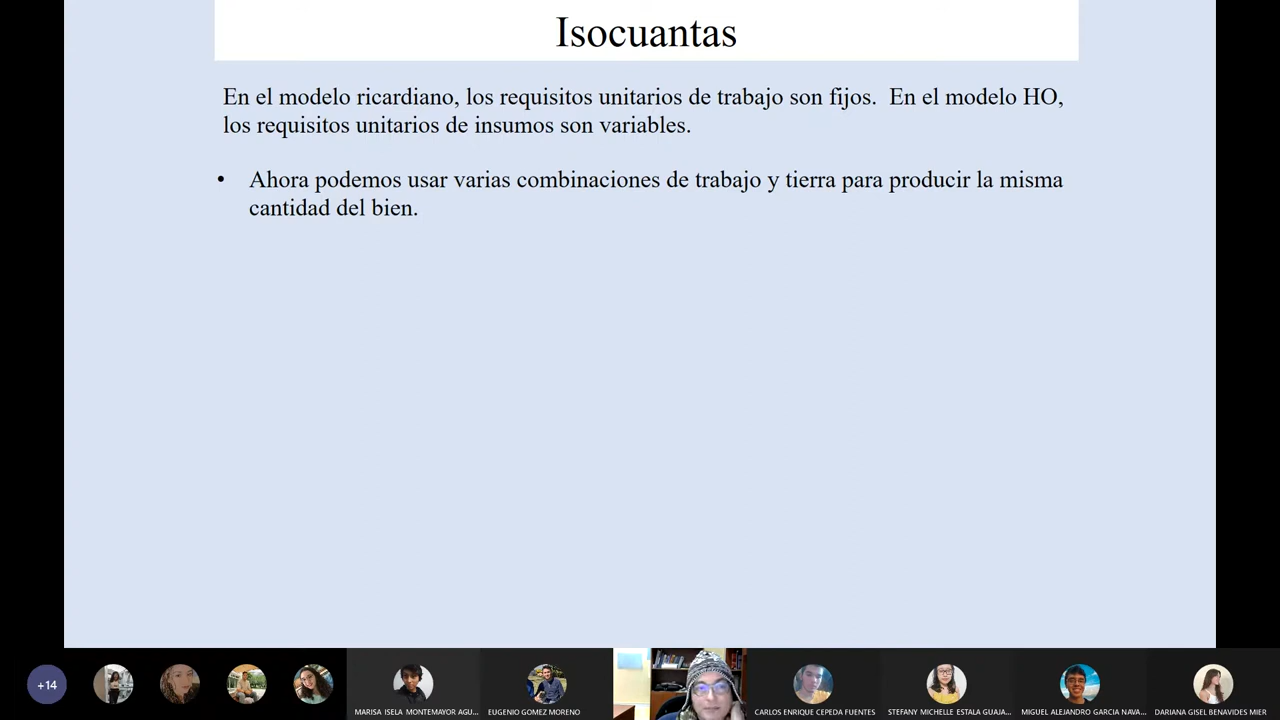 Isocuantas
En el modelo ricardiano, los requisitos unitarios de trabajo son fijos. En el modelo HO,
los requisitos unitarios de insumos son variables.
• Ahora podemos usar varias combinaciones de trabajo y tierra para producir la misma
cantidad del bien.
+14
MARISA ISELA MONTEMAYOR AGU...
EUGENIO GOMEZ MORENO
CARLOS ENRIQUE CEPEDA FUENTES
STEFANY MICHELLE ESTALA GUAJA...
MIGUEL ALEJANDRO GARCIA NAVA...
DARIANA GISEL BENAVIDES MIER